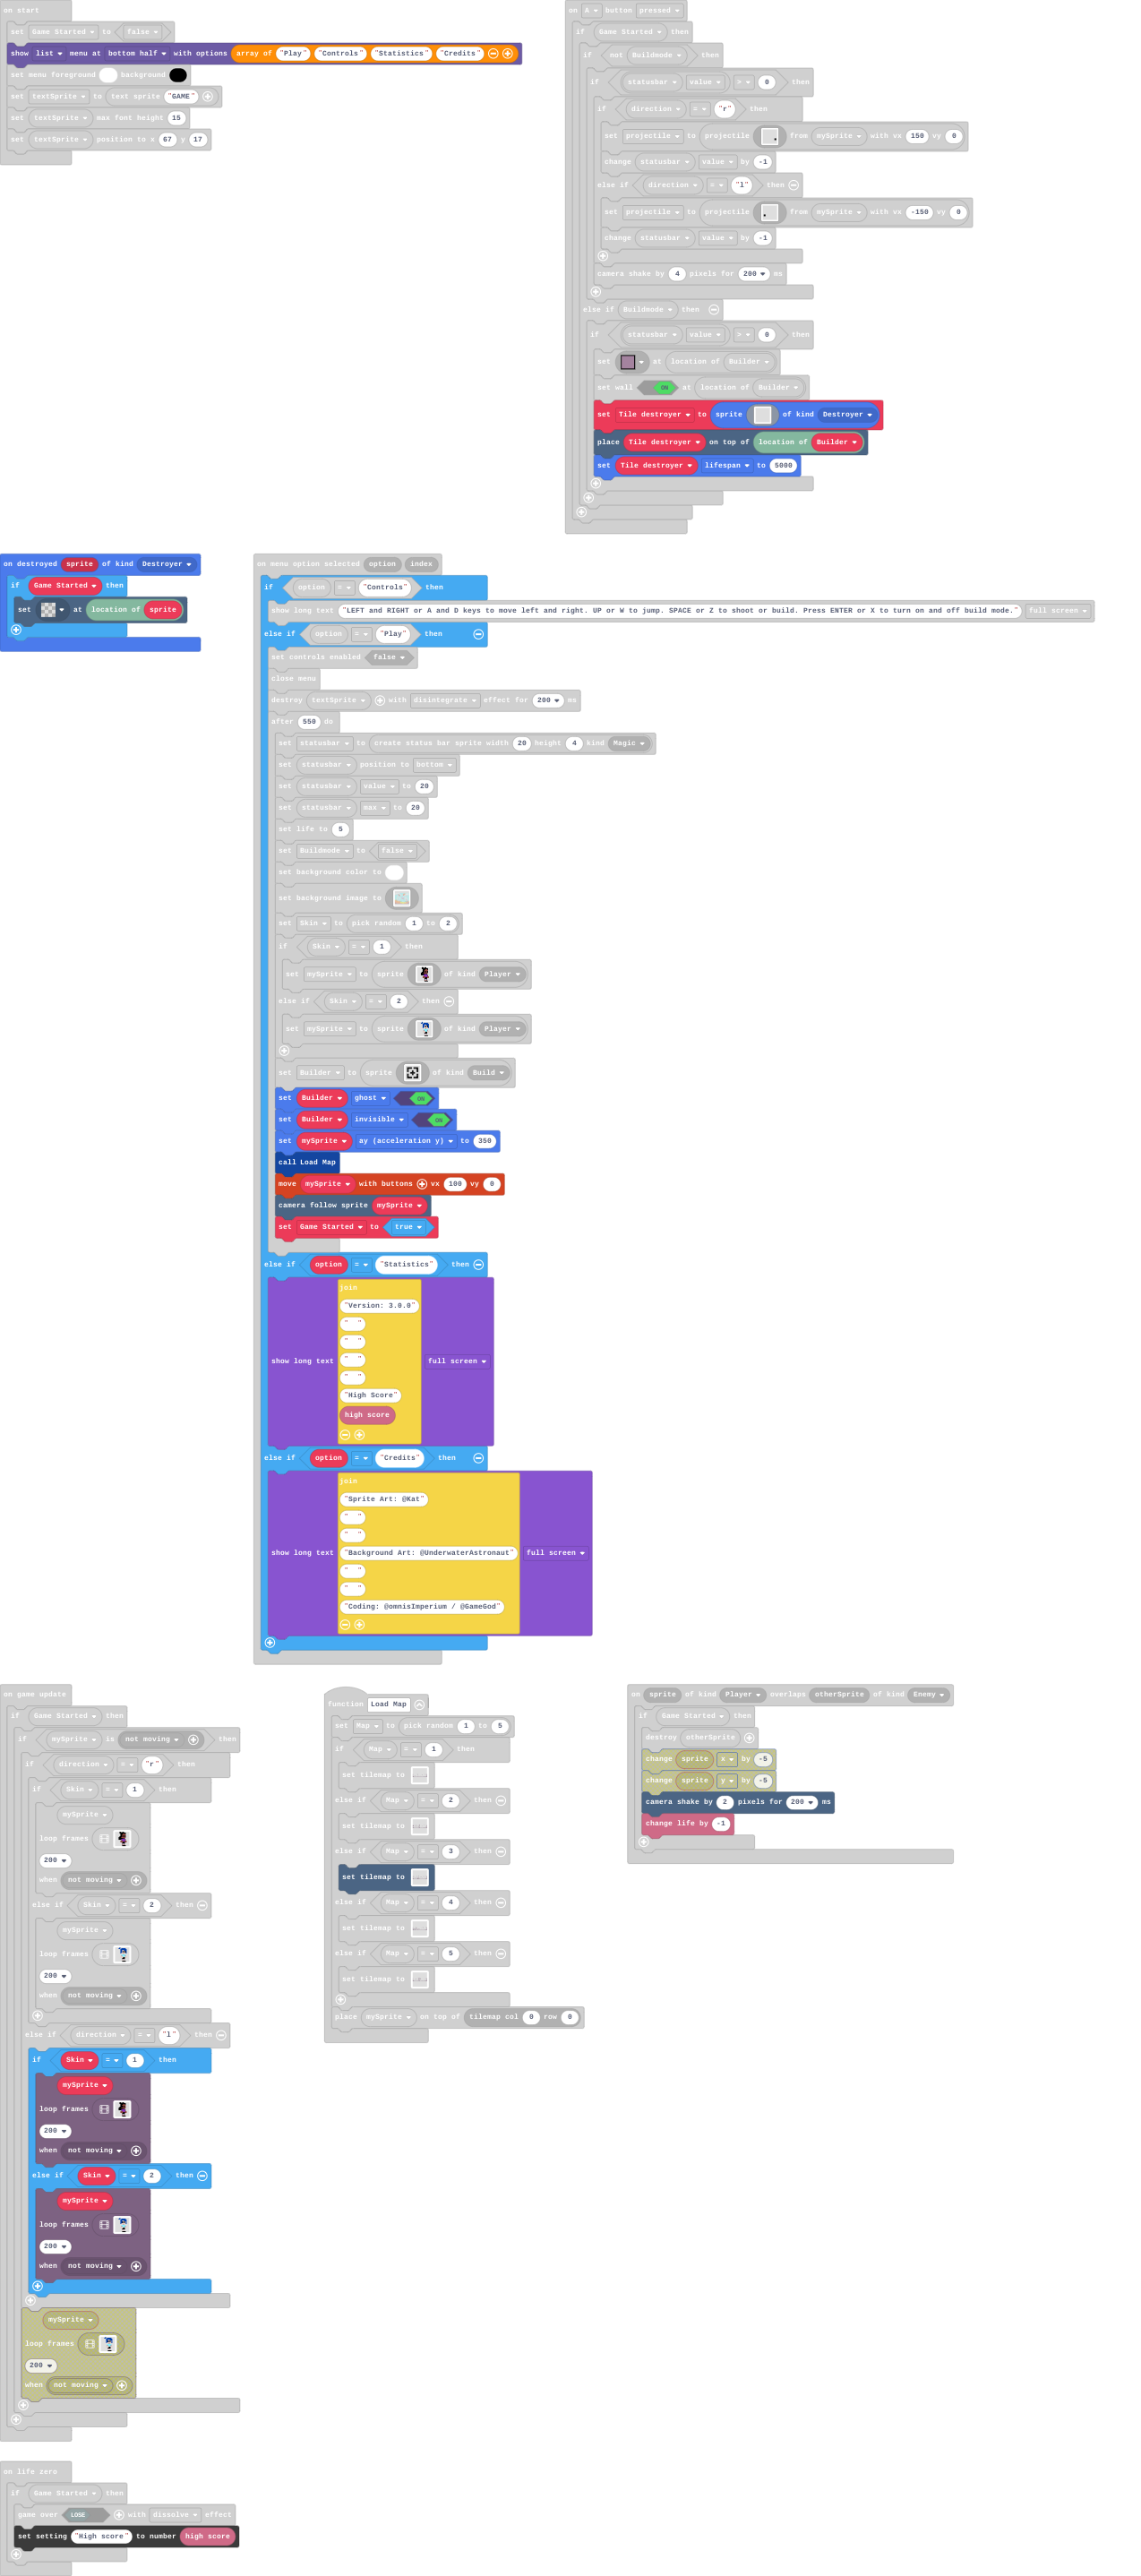 on start
set Game Started to false
show list menu at bottom half with options array of "Play" "Controls" "Statistics" "Credits"
set menu foreground background
set textSprite to text sprite "GAME"
set textSprite max font height 15
set textSprite position to x 67 y 17
on A button pressed
if Game Started then
if not Buildmode then
if statusbar value > 0 then
if direction = "r" then
set projectile to projectile from mySprite with vx 150 vy 0
change statusbar value by -1
else if direction = "l" then
set projectile to projectile from mySprite with vx -150 vy 0
change statusbar value by -1
camera shake by 4 pixels for 200 ms
else if Buildmode then
if statusbar value > 0 then
set at location of Builder
set wall ON at location of Builder
set Tile destroyer to sprite of kind Destroyer
place Tile destroyer on top of location of Builder
set Tile destroyer lifespan to 5000
on destroyed sprite of kind Destroyer
if Game Started then
set at location of sprite
on menu option selected option index
if option = "Controls" then
show long text "LEFT and RIGHT or A and D keys to move left and right. UP or W to jump. SPACE or Z to shoot or build. Press ENTER or X to turn on and off build mode." full screen
else if option = "Play" then
set controls enabled false
close menu
destroy textSprite with disintegrate effect for 200 ms
after 550 do
set statusbar to create status bar sprite width 20 height 4 kind Magic
set statusbar position to bottom
set statusbar value to 20
set statusbar max to 20
set life to 5
set Buildmode to false
set background color to
set background image to
set Skin to pick random 1 to 2
if Skin = 1 then
set mySprite to sprite of kind Player
else if Skin = 2 then
set mySprite to sprite of kind Player
set Builder to sprite of kind Build
set Builder ghost ON
set Builder invisible ON
set mySprite ay (acceleration y) to 350
call Load Map
move mySprite with buttons vx 100 vy 0
camera follow sprite mySprite
set Game Started to true
else if option = "Statistics" then
join
"Version: 3.0.0"
" "
" "
" "
show long text full screen
" "
"High Score"
high score
else if option = "Credits" then
join
"Sprite Art: @Kat"
" "
" "
show long text "Background Art: @UnderwaterAstronaut" full screen
" "
" "
"Coding: @omnisImperium / @GameGod"
on game update
if Game Started then
if mySprite is not moving then
if direction = "r" then
if Skin = 1 then
mySprite
loop frames
200
when not moving
else if Skin = 2 then
mySprite
loop frames
200
when not moving
else if direction = "l" then
if Skin = 1 then
mySprite
loop frames
200
when not moving
else if Skin = 2 then
mySprite
loop frames
200
when not moving
mySprite
loop frames
200
when not moving
function Load Map
set Map to pick random 1 to 5
if Map = 1 then
set tilemap to
else if Map = 2 then
set tilemap to
else if Map = 3 then
set tilemap to
else if Map = 4 then
set tilemap to
else if Map = 5 then
set tilemap to
place mySprite on top of tilemap col 0 row 0
on sprite of kind Player overlaps otherSprite of kind Enemy
if Game Started then
destroy otherSprite
change sprite x by -5
change sprite y by -5
camera shake by 2 pixels for 200 ms
change life by -1
on life zero
if Game Started then
game over LOSE with dissolve effect
set setting "High score" to number high score